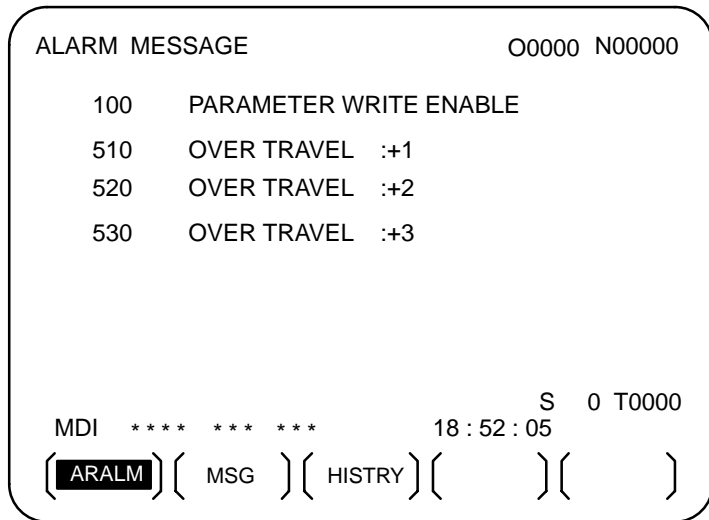 ALARM MESSAGE O0000 N00000
100 PARAMETER WRITE ENABLE
510 OVER TRAVEL :+1
520 OVER TRAVEL :+2
530 OVER TRAVEL :+3
S 0 T0000
MDI **** *** *** 18 : 52 : 05
ARALM MSG HISTRY